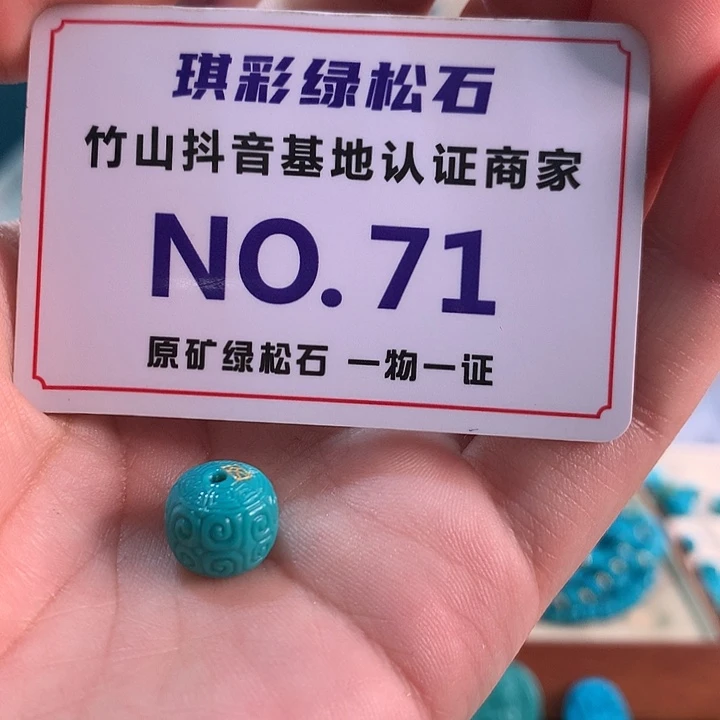 琪彩绿松石
竹山抖音基地认证商家
NO.71
原矿绿松石 一物一证